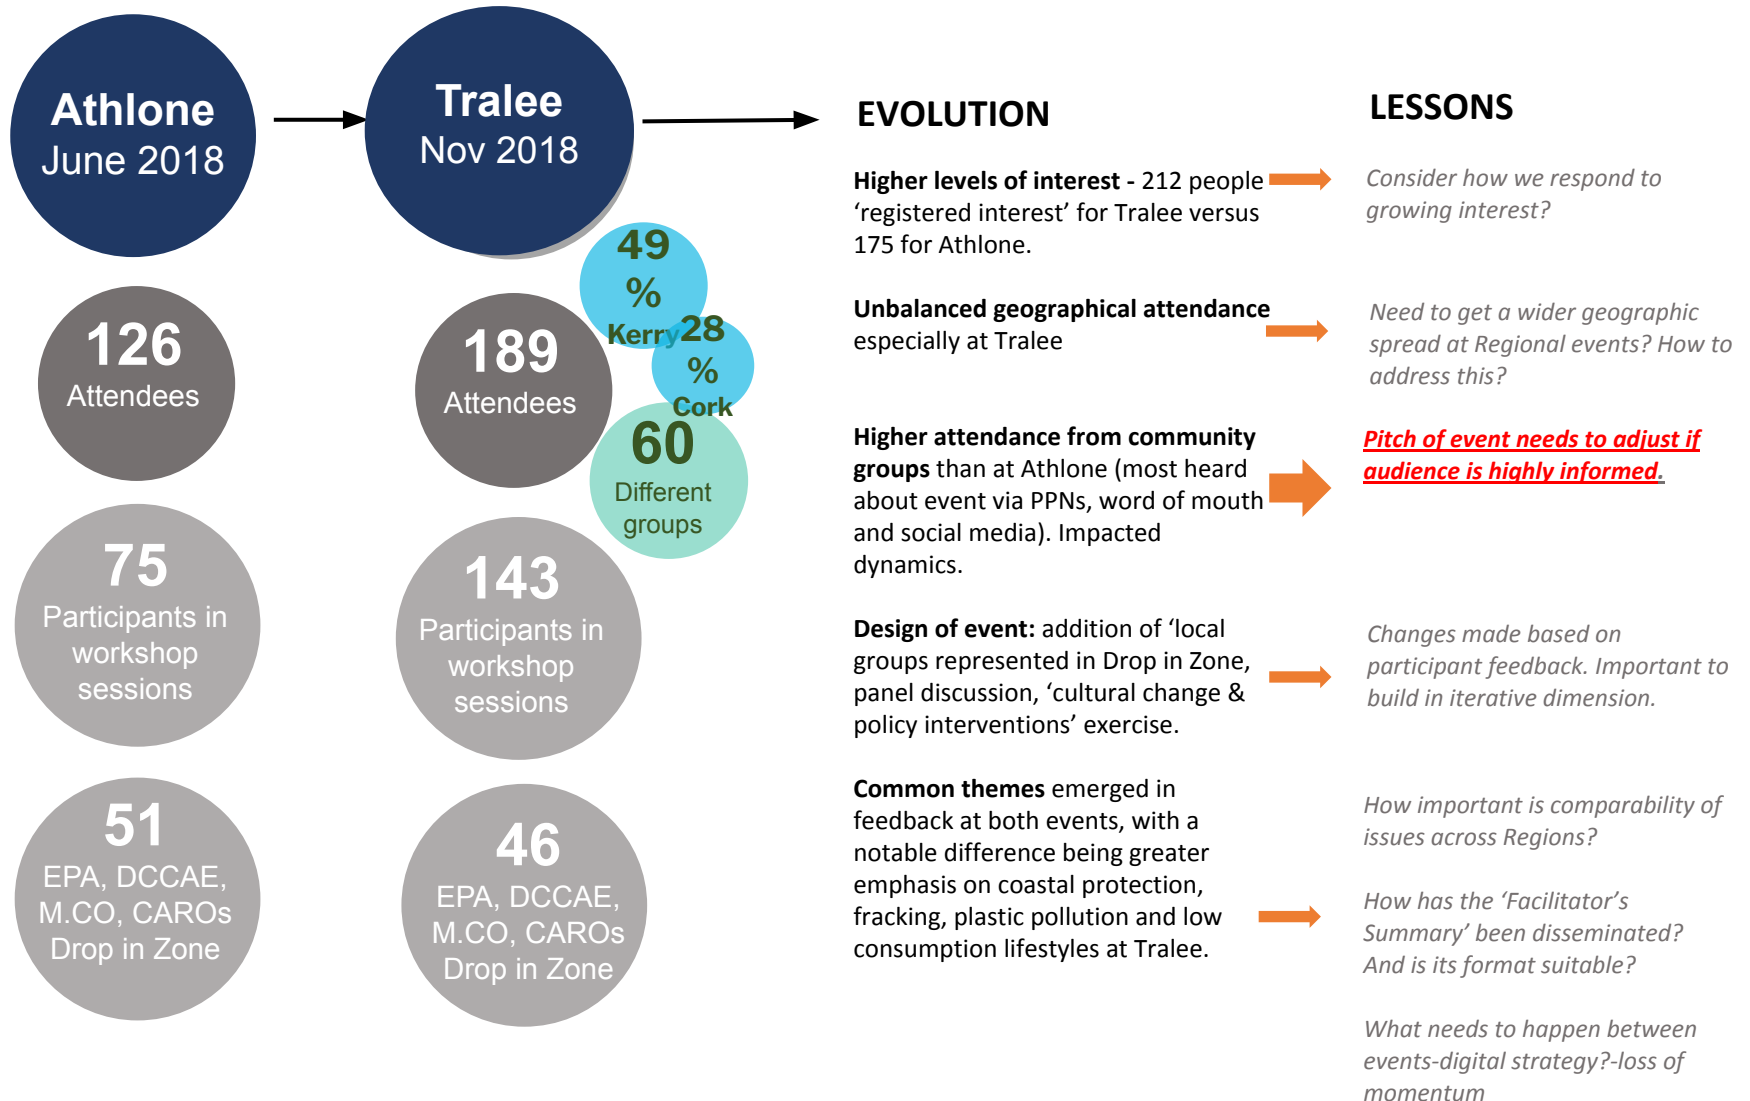 Athlone
June 2018
126
Attendees
75
Participants in
workshop
sessions
51
EPA, DCCAE,
M.CO, CAROs
Drop in Zone
Tralee
Nov 2018
49
%
Kerry
28
%
Cork
189
Attendees
60
Different
groups
143
Participants in
workshop
sessions
46
EPA, DCCAE,
M.CO, CAROs
Drop in Zone
EVOLUTION
Higher levels of interest - 212 people
‘registered interest’ for Tralee versus
175 for Athlone.
Unbalanced geographical attendance
especially at Tralee
Higher attendance from community
groups than at Athlone (most heard
about event via PPNs, word of mouth
and social media). Impacted
dynamics.
Design of event: addition of ‘local
groups represented in Drop in Zone,
panel discussion, ‘cultural change &
policy interventions’ exercise.
Common themes emerged in
feedback at both events, with a
notable difference being greater
emphasis on coastal protection,
fracking, plastic pollution and low
consumption lifestyles at Tralee.
LESSONS
Consider how we respond to
growing interest?
Need to get a wider geographic
spread at Regional events? How to
address this?
Pitch of event needs to adjust if
audience is highly informed.
Changes made based on
participant feedback. Important to
build in iterative dimension.
How important is comparability of
issues across Regions?
How has the ‘Facilitator’s
Summary’ been disseminated?
And is its format suitable?
What needs to happen between
events-digital strategy?-loss of
momentum